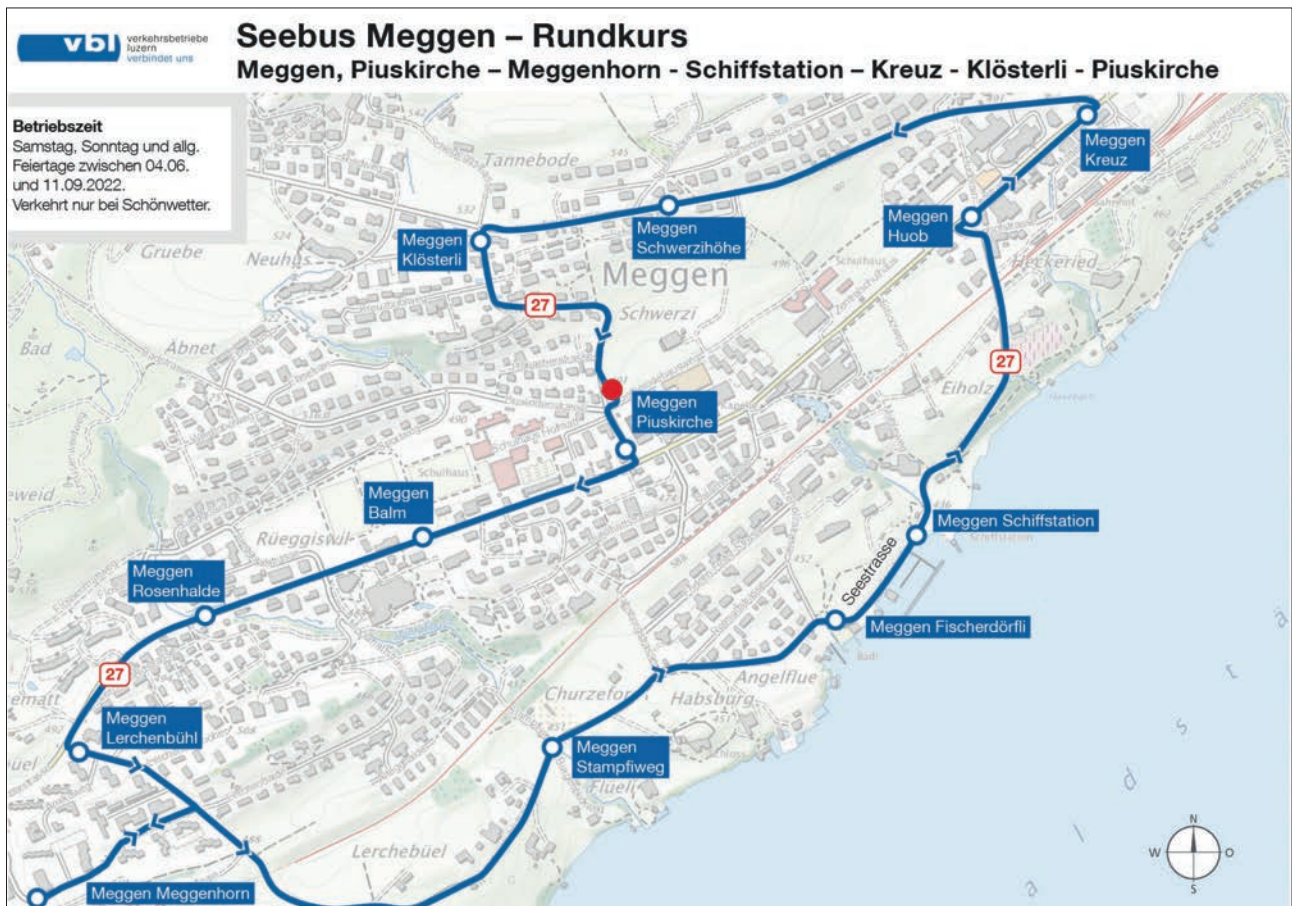 vbl
verkehrsbetriebe
luzern
verbindet uns
Seebus Meggen – Rundkurs
Meggen, Piuskirche – Meggenhorn - Schiffstation – Kreuz - Klösterli - Piuskirche
Betriebszeit
Samstag, Sonntag und allg.
Feiertage zwischen 04.06.
und 11.09.2022.
Verkehrt nur bei Schönwetter.
Meggen
Kreuz
Tannebode
Meggen
Schwerzihöhe
Meggen
Huob
Meggen
Klösterli
Gruebe
Neuhus
Meggen
Heckeried
27
Schwerzi
Bad
Äbnet
27
Eiholz
Meggen
Piuskirche
Schulhaus
Meggen
Balm
Meggen Schiffstation
Rüeggiswil
Meggen
Rosenhalde
Seestrasse
Meggen Fischerdörfli
27
Angelflue
Habsburg
Meggen
Lerchenbühl
Meggen
Stampfiweg
Flueli
Lerchebüel
Meggen Meggenhorn
N
W
O
S